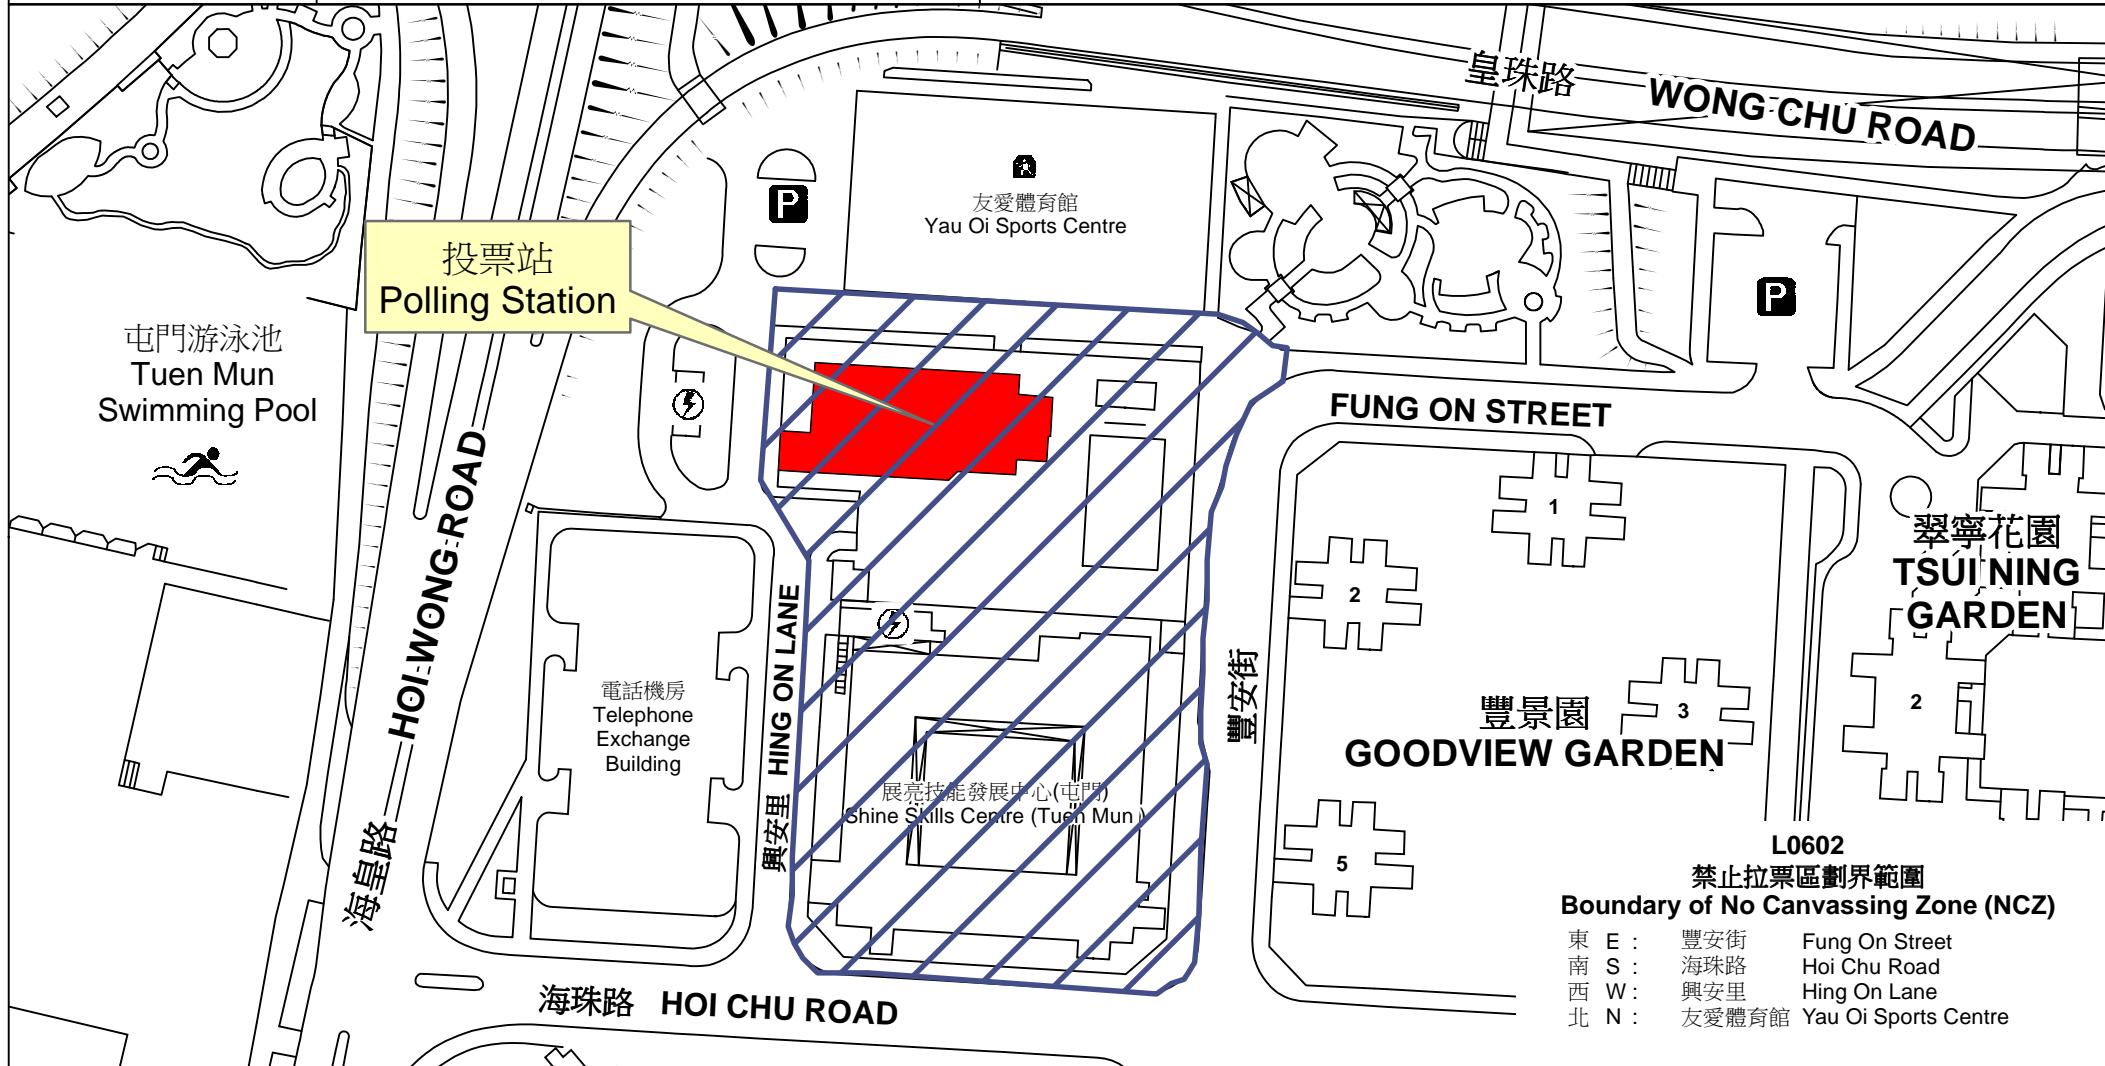 皇珠路 WONG CHU ROAD
P
友愛體育館
Yau Oi Sports Centre
投票站
Polling Station
P
屯門游泳池
Tuen Mun
Swimming Pool
FUNG ON STREET
海皇路 HOI WONG ROAD
1
翠寧花園
TSUI NING
GARDEN
2
2
興安里 HING ON LANE
豐安街
電話機房
Telephone
Exchange
Building
豐景園
GOODVIEW GARDEN
3
展亮技能發展中心(屯門)
Shine Skills Centre (Tuen Mun )
5
海珠路 HOI CHU ROAD
L0602
禁止拉票區劃界範圍
Boundary of No Canvassing Zone (NCZ)
東 E : 豐安街 Fung On Street
南 S : 海珠路 Hoi Chu Road
西 W : 興安里 Hing On Lane
北 N : 友愛體育館 Yau Oi Sports Centre